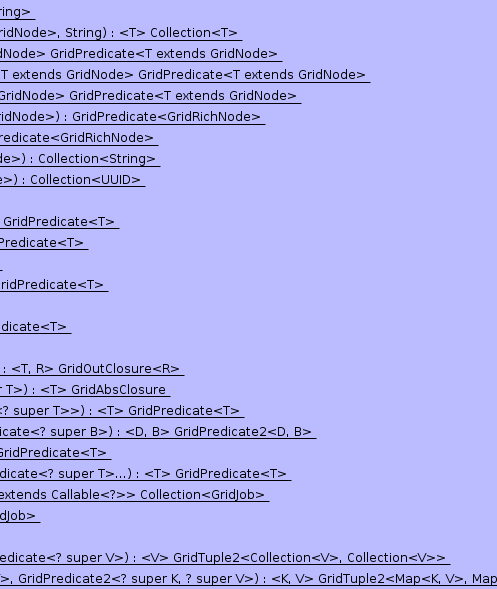 ring>
ridNode>, String) : <T> Collection<T>
dNode> GridPredicate<T extends GridNode>
T extends GridNode> GridPredicate<T extends GridNode>
GridNode> GridPredicate<T extends GridNode>
ridNode>) : GridPredicate<GridRichNode>
redicate<GridRichNode>
de>) : Collection<String>
e>) : Collection<UUID>
GridPredicate<T>
Predicate<T>
ridPredicate<T>
dicate<T>
: <T, R> GridOutClosure<R>
r T>) : <T> GridAbsClosure
<? super T>>) : <T> GridPredicate<T>
icate<? super B>) : <D, B> GridPredicate2<D, B>
GridPredicate<T>
dicate<? super T>...) : <T> GridPredicate<T>
extends Callable<?>> Collection<GridJob>
dJob>
edicate<? super V>) : <V> GridTuple2<Collection<V>, Collection<V>>
>, GridPredicate2<? super K, ? super V>) : <K, V> GridTuple2<Map<K, V>, Map